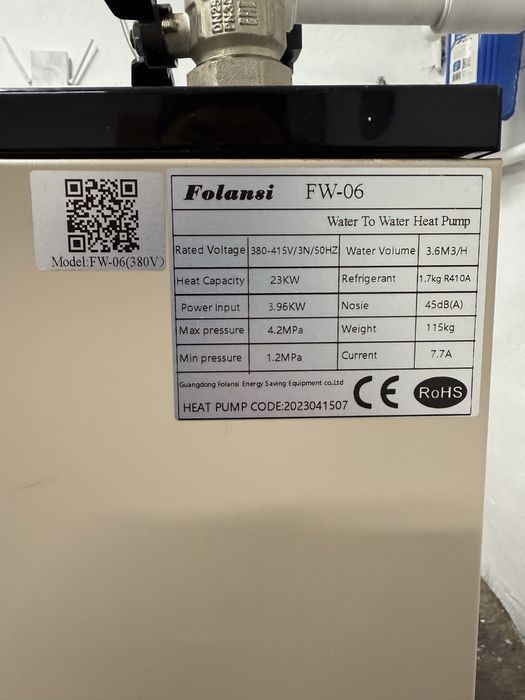 DN25
Model:FW-06(380V)
Folansi FW-06
Water To Water Heat Pump
Rated Voltage 380-415V/3N/50HZ Water Volume 3.6M3/H
Heat Capacity 23KW Refrigerant 1.7kg R410A
Power Input 3.96KW Nosie 45dB(A)
Max pressure 4.2MPa Weight 115kg
Min pressure 1.2MPa Current 7.7A
Guangdong Folansi Energy Saving Equipment co.,Ltd
HEAT PUMP CODE:2023041507
CE RoHS